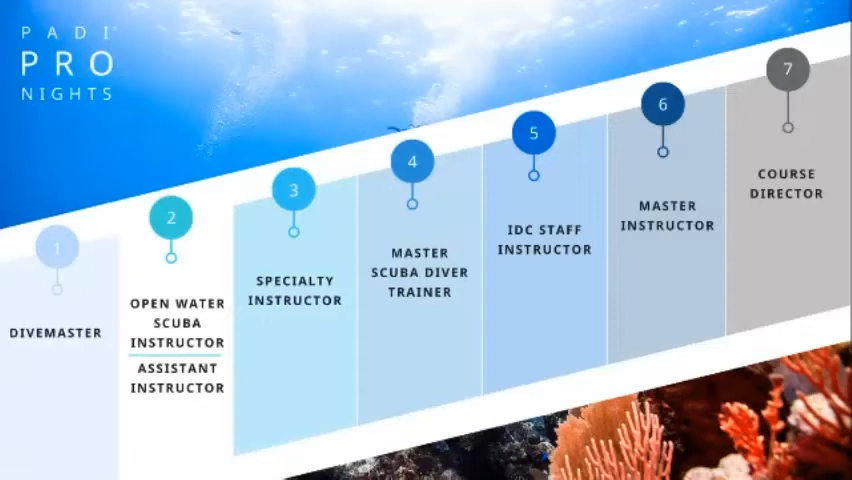 PADI
PRO
NIGHTS
1
DIVEMASTER
2
OPEN WATER
SCUBA
INSTRUCTOR
ASSISTANT
INSTRUCTOR
3
SPECIALTY
INSTRUCTOR
4
MASTER
SCUBA DIVER
TRAINER
5
IDC STAFF
INSTRUCTOR
6
MASTER
INSTRUCTOR
7
COURSE
DIRECTOR